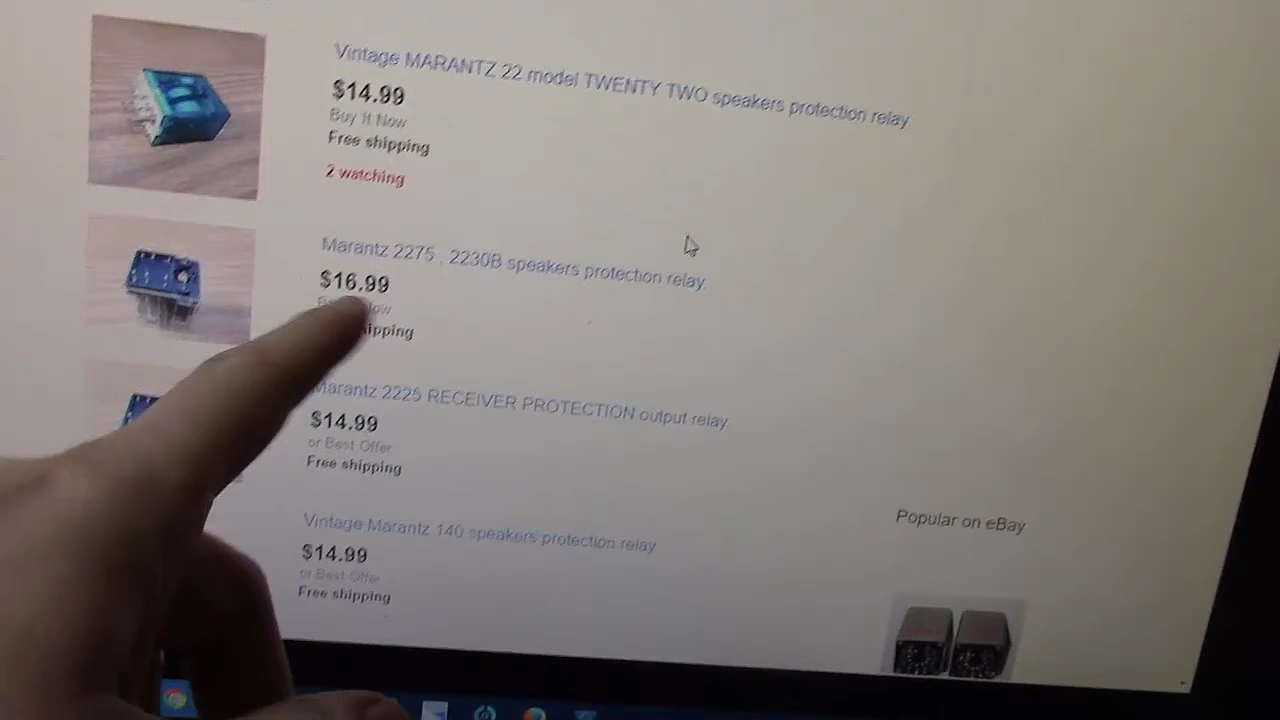 Vintage MARANTZ 22 model TWENTY TWO speakers protection relay
$14.99
Buy It Now
Free shipping
2 watching
Marantz 2275 , 2230B speakers protection relay.
$16.99
Now
shipping
Marantz 2225 RECEIVER PROTECTION output relay
$14.99
or Best Offer
Free shipping
Vintage Marantz 140 speakers protection relay
$14.99
or Best Offer
Free shipping
Popular on eBay